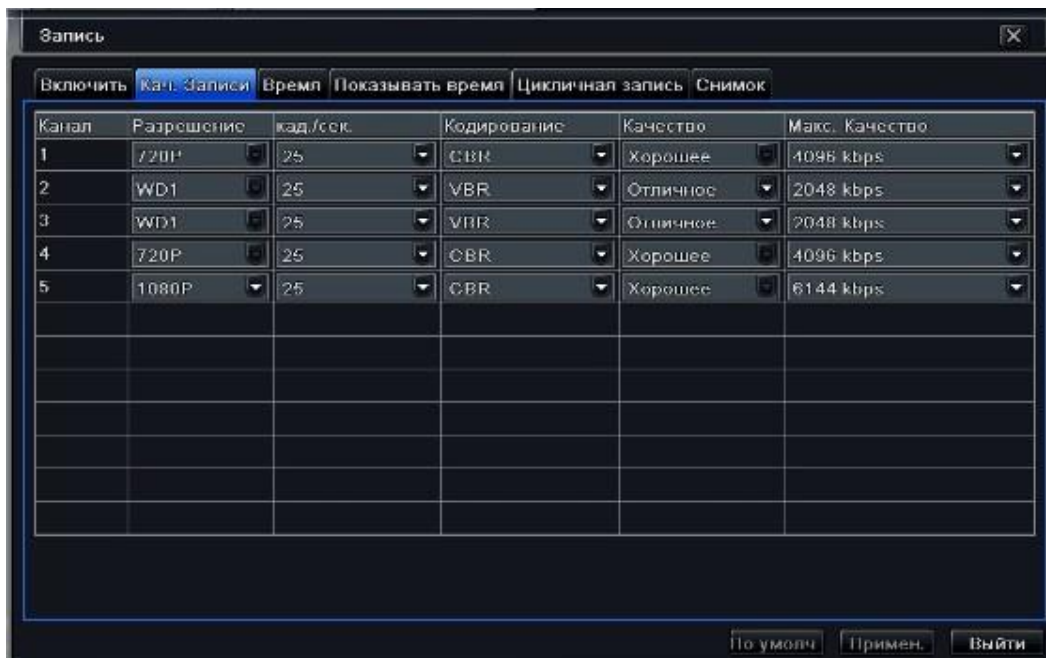 Запись
Включить Кач. Записи Время Показывать время Цикличная запись Снимок
Канал Разрешение кад./сек. Кодирование Качество Макс. Качество
1 720P 25 CBR Хорошее 4096 kbps
2 WD1 25 VBR Отличное 2048 kbps
3 WD1 25 VBR Отличное 2048 kbps
4 720P 25 CBR Хорошее 4096 kbps
5 1080P 25 CBR Хорошее 6144 kbps
По умолч Примен. Выйти